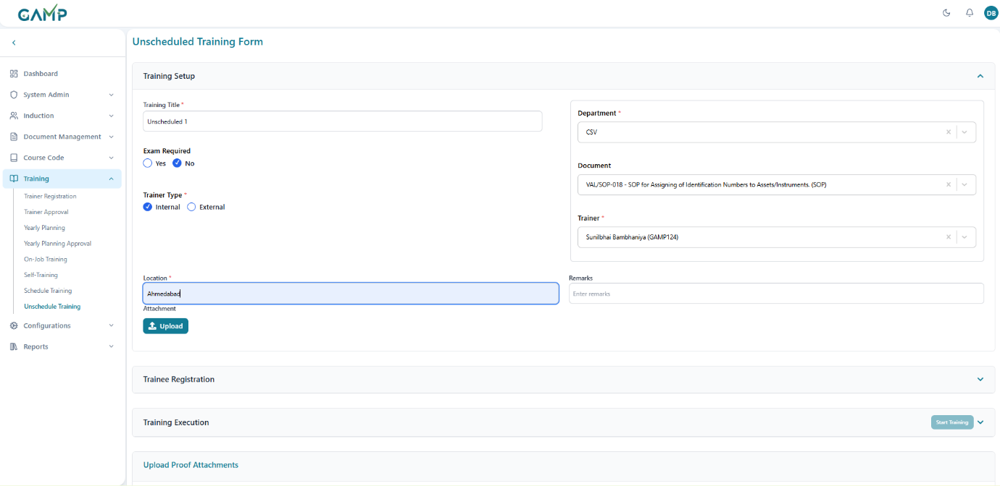 GAMP
DB
Unscheduled Training Form
Dashboard
System Admin
Induction
Document Management
Course Code
Training
Trainer Registration
Trainer Approval
Yearly Planning
Yearly Planning Approval
On-Job Training
Self-Training
Schedule Training
Unschedule Training
Configurations
Reports
Training Setup
Training Title *
Unscheduled 1
Exam Required
Yes No
Trainer Type *
Internal External
Department *
CSV
Document
VAL/SOP-018 - SOP for Assigning of Identification Numbers to Assets/Instruments. (SOP)
Trainer *
Sunilbhai Bambhaniya (GAMP124)
Location *
Ahmedabad
Remarks
Enter remarks
Attachment
Upload
Trainee Registration
Training Execution
Start Training
Upload Proof Attachments